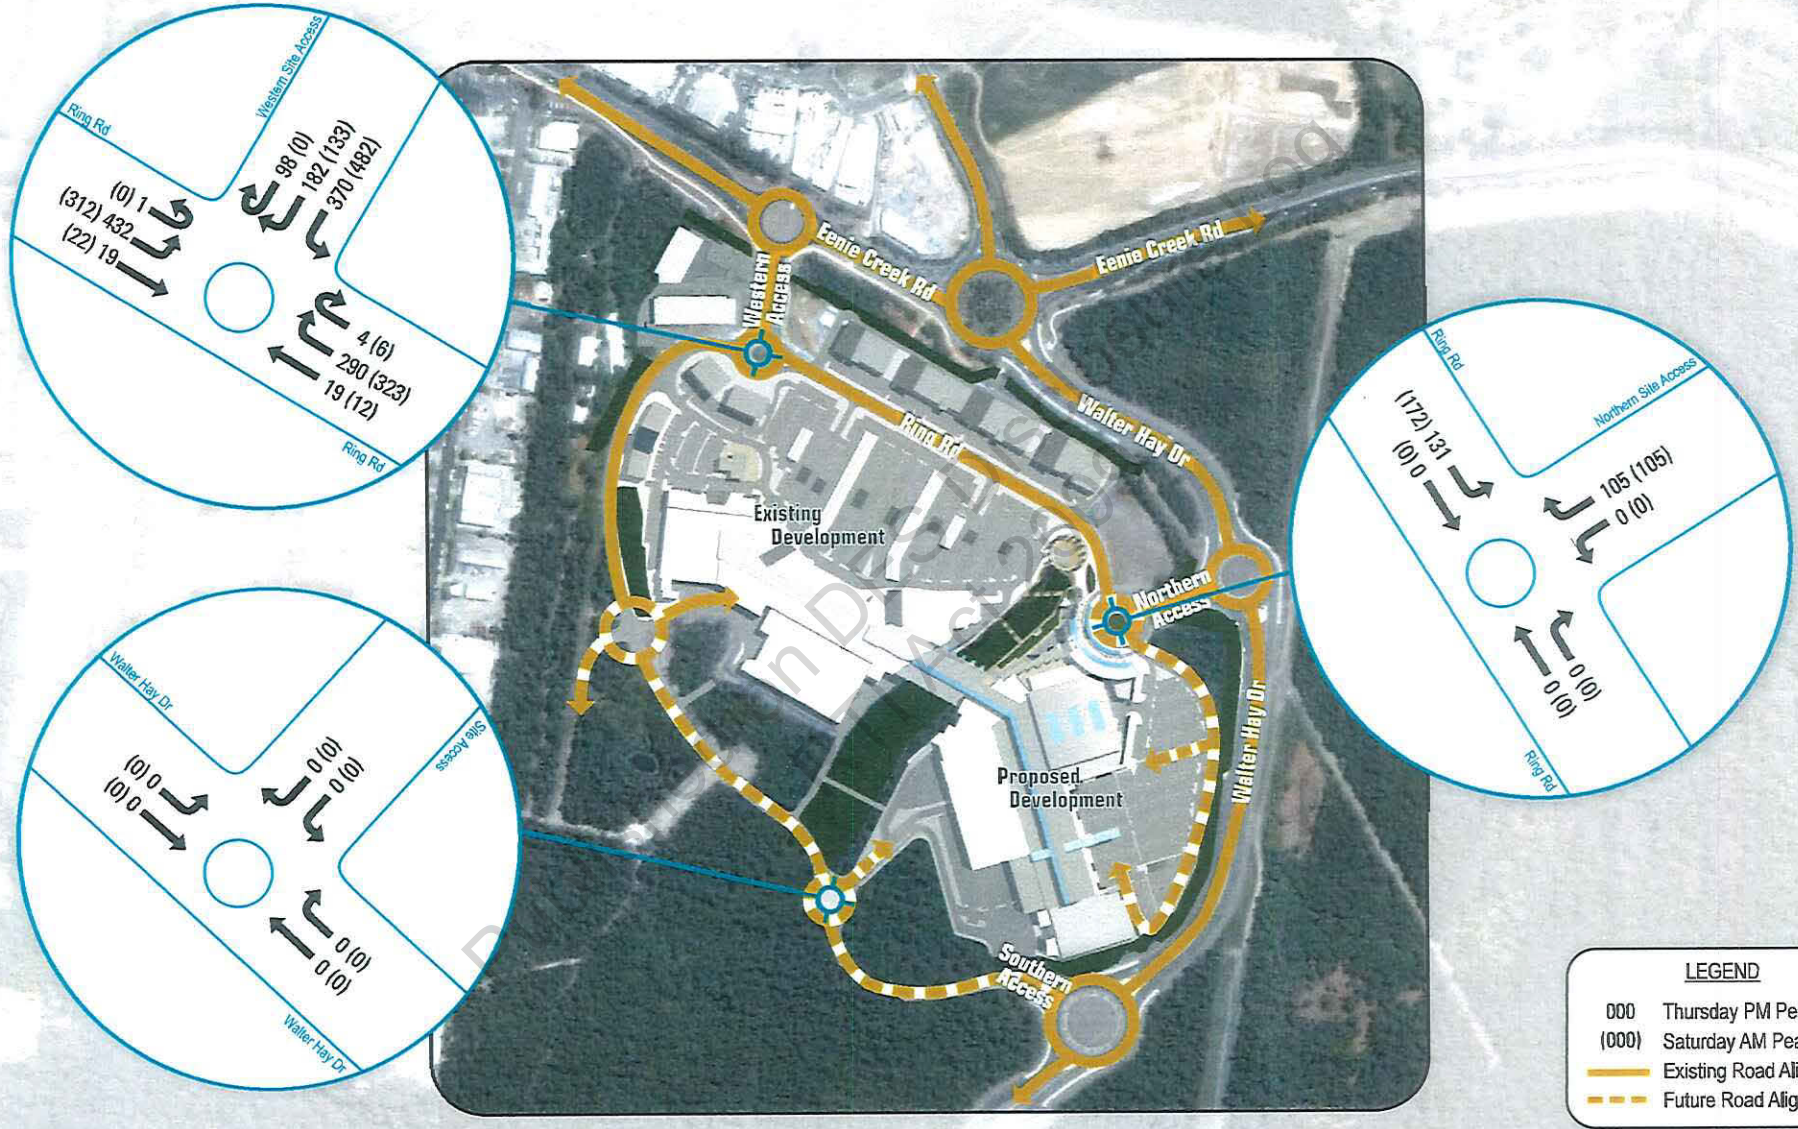 Ring Rd
Western Site Access
98 (0)
182 (133)
370 (482)
(0) 1
(312) 432
(22) 19
4 (6)
290 (323)
19 (12)
Ring Rd
Eenie Creek Rd
Eenie Creek Rd
Western
Access
Ring Rd
Walter Hay Dr
Existing
Development
Northern
Access
Walter Hay Dr
Proposed
Development
Southern
Access
Ring Rd
Northern Site Access
(172) 131
(0) 0
105 (105)
0 (0)
0 (0)
0 (0)
Ring Rd
Walter Hay Dr
Site Access
(0) 0
(0) 0
0 (0)
0 (0)
0 (0)
0 (0)
Walter Hay Dr
LEGEND
000 Thursday PM Pe
(000) Saturday AM Pea
Existing Road Ali
Future Road Alig